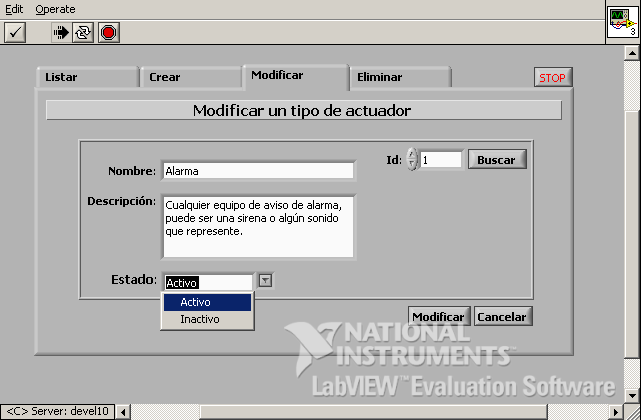 Edit Operate
3
Listar Crear Modificar Eliminar STOP
Modificar un tipo de actuador
Id: 1 Buscar
Nombre: Alarma
Descripción: Cualquier equipo de aviso de alarma,
puede ser una sirena o algún sonido
que represente.
Estado: Activo
Activo
Inactivo
Modificar Cancelar
NATIONAL
INSTRUMENTS™
LabVIEW™ Evaluation Software
<C> Server: devel10